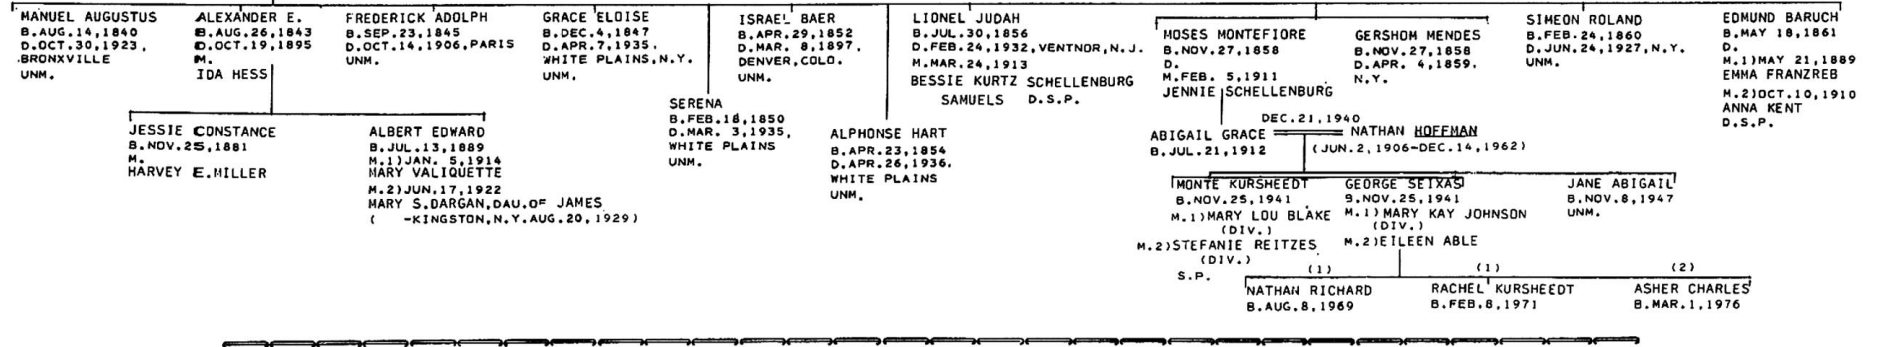 MANUEL AUGUSTUS
B.AUG.14,1840
D.OCT.30,1923,
BRONXVILLE
UNM.
ALEXANDER E.
B.AUG.26,1843
D.OCT.19,1895
M.
IDA HESS
FREDERICK ADOLPH
B.SEP.23,1845
D.OCT.14,1906,PARIS
UNM.
GRACE ELOISE
B.DEC.4,1847
D.APR.7,1935,
WHITE PLAINS,N.Y.
UNM.
ISRAEL BAER
B.APR.29,1852
D.MAR. 8,1897,
DENVER,COLO.
UNM.
LIONEL JUDAH
B.JUL.30,1856
D.FEB.24,1932,VENTNOR,N.J.
M.MAR.24,1913
BESSIE KURTZ SCHELLENBURG
SAMUELS D.S.P.
MOSES MONTEFIORE
B.NOV.27,1858
D.
M.FEB. 5,1911
JENNIE SCHELLENBURG
GERSHOM MENDES
B.NOV.27,1858
D.APR. 4,1859,
N.Y.
SIMEON ROLAND
B.FEB.24,1860
D.JUN.24,1927,N.Y.
UNM.
EDMUND BARUCH
B.MAY 18,1861
D.
M.1)MAY 21,1889
EMMA FRANZREB
M.2)OCT.10,1910
ANNA KENT
D.S.P.
SERENA
B.FEB.18,1850
D.MAR. 3,1935,
WHITE PLAINS
UNM.
ALPHONSE HART
B.APR.23,1854
D.APR.26,1936,
WHITE PLAINS
UNM.
JESSIE CONSTANCE
B.NOV.25,1881
M.
HARVEY E.MILLER
ALBERT EDWARD
B.JUL.13,1889
M.1)JAN. 5,1914
MARY VALIQUETTE
M.2)JUN.17,1922
MARY S.DARGAN,DAU.OF JAMES
( -KINGSTON,N.Y.AUG.20,1929)
DEC.21,1940
ABIGAIL GRACE
B.JUL.21,1912
NATHAN HOFFMAN
(JUN.2,1906-DEC.14,1962)
MONTE KURSHEEDT
B.NOV.25,1941
M.1)MARY LOU BLAKE
(DIV.)
M.2)STEFANIE REITZES
(DIV.)
S.P.
GEORGE SEIXAS
B.NOV.25,1941
M.1)MARY KAY JOHNSON
(DIV.)
M.2)EILEEN ABLE
JANE ABIGAIL
B.NOV.8,1947
UNM.
(1)
NATHAN RICHARD
B.AUG.8,1969
(1)
RACHEL KURSHEEDT
B.FEB.8,1971
(2)
ASHER CHARLES
B.MAR.1,1976